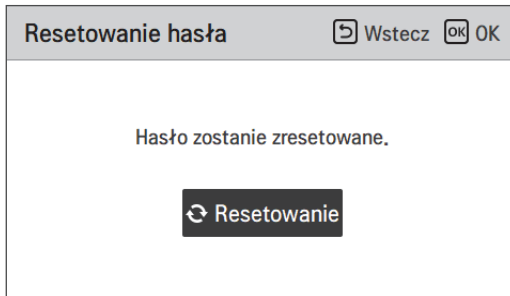 Resetowanie hasła
Wstecz OK OK
Hasło zostanie zresetowane.
Resetowanie